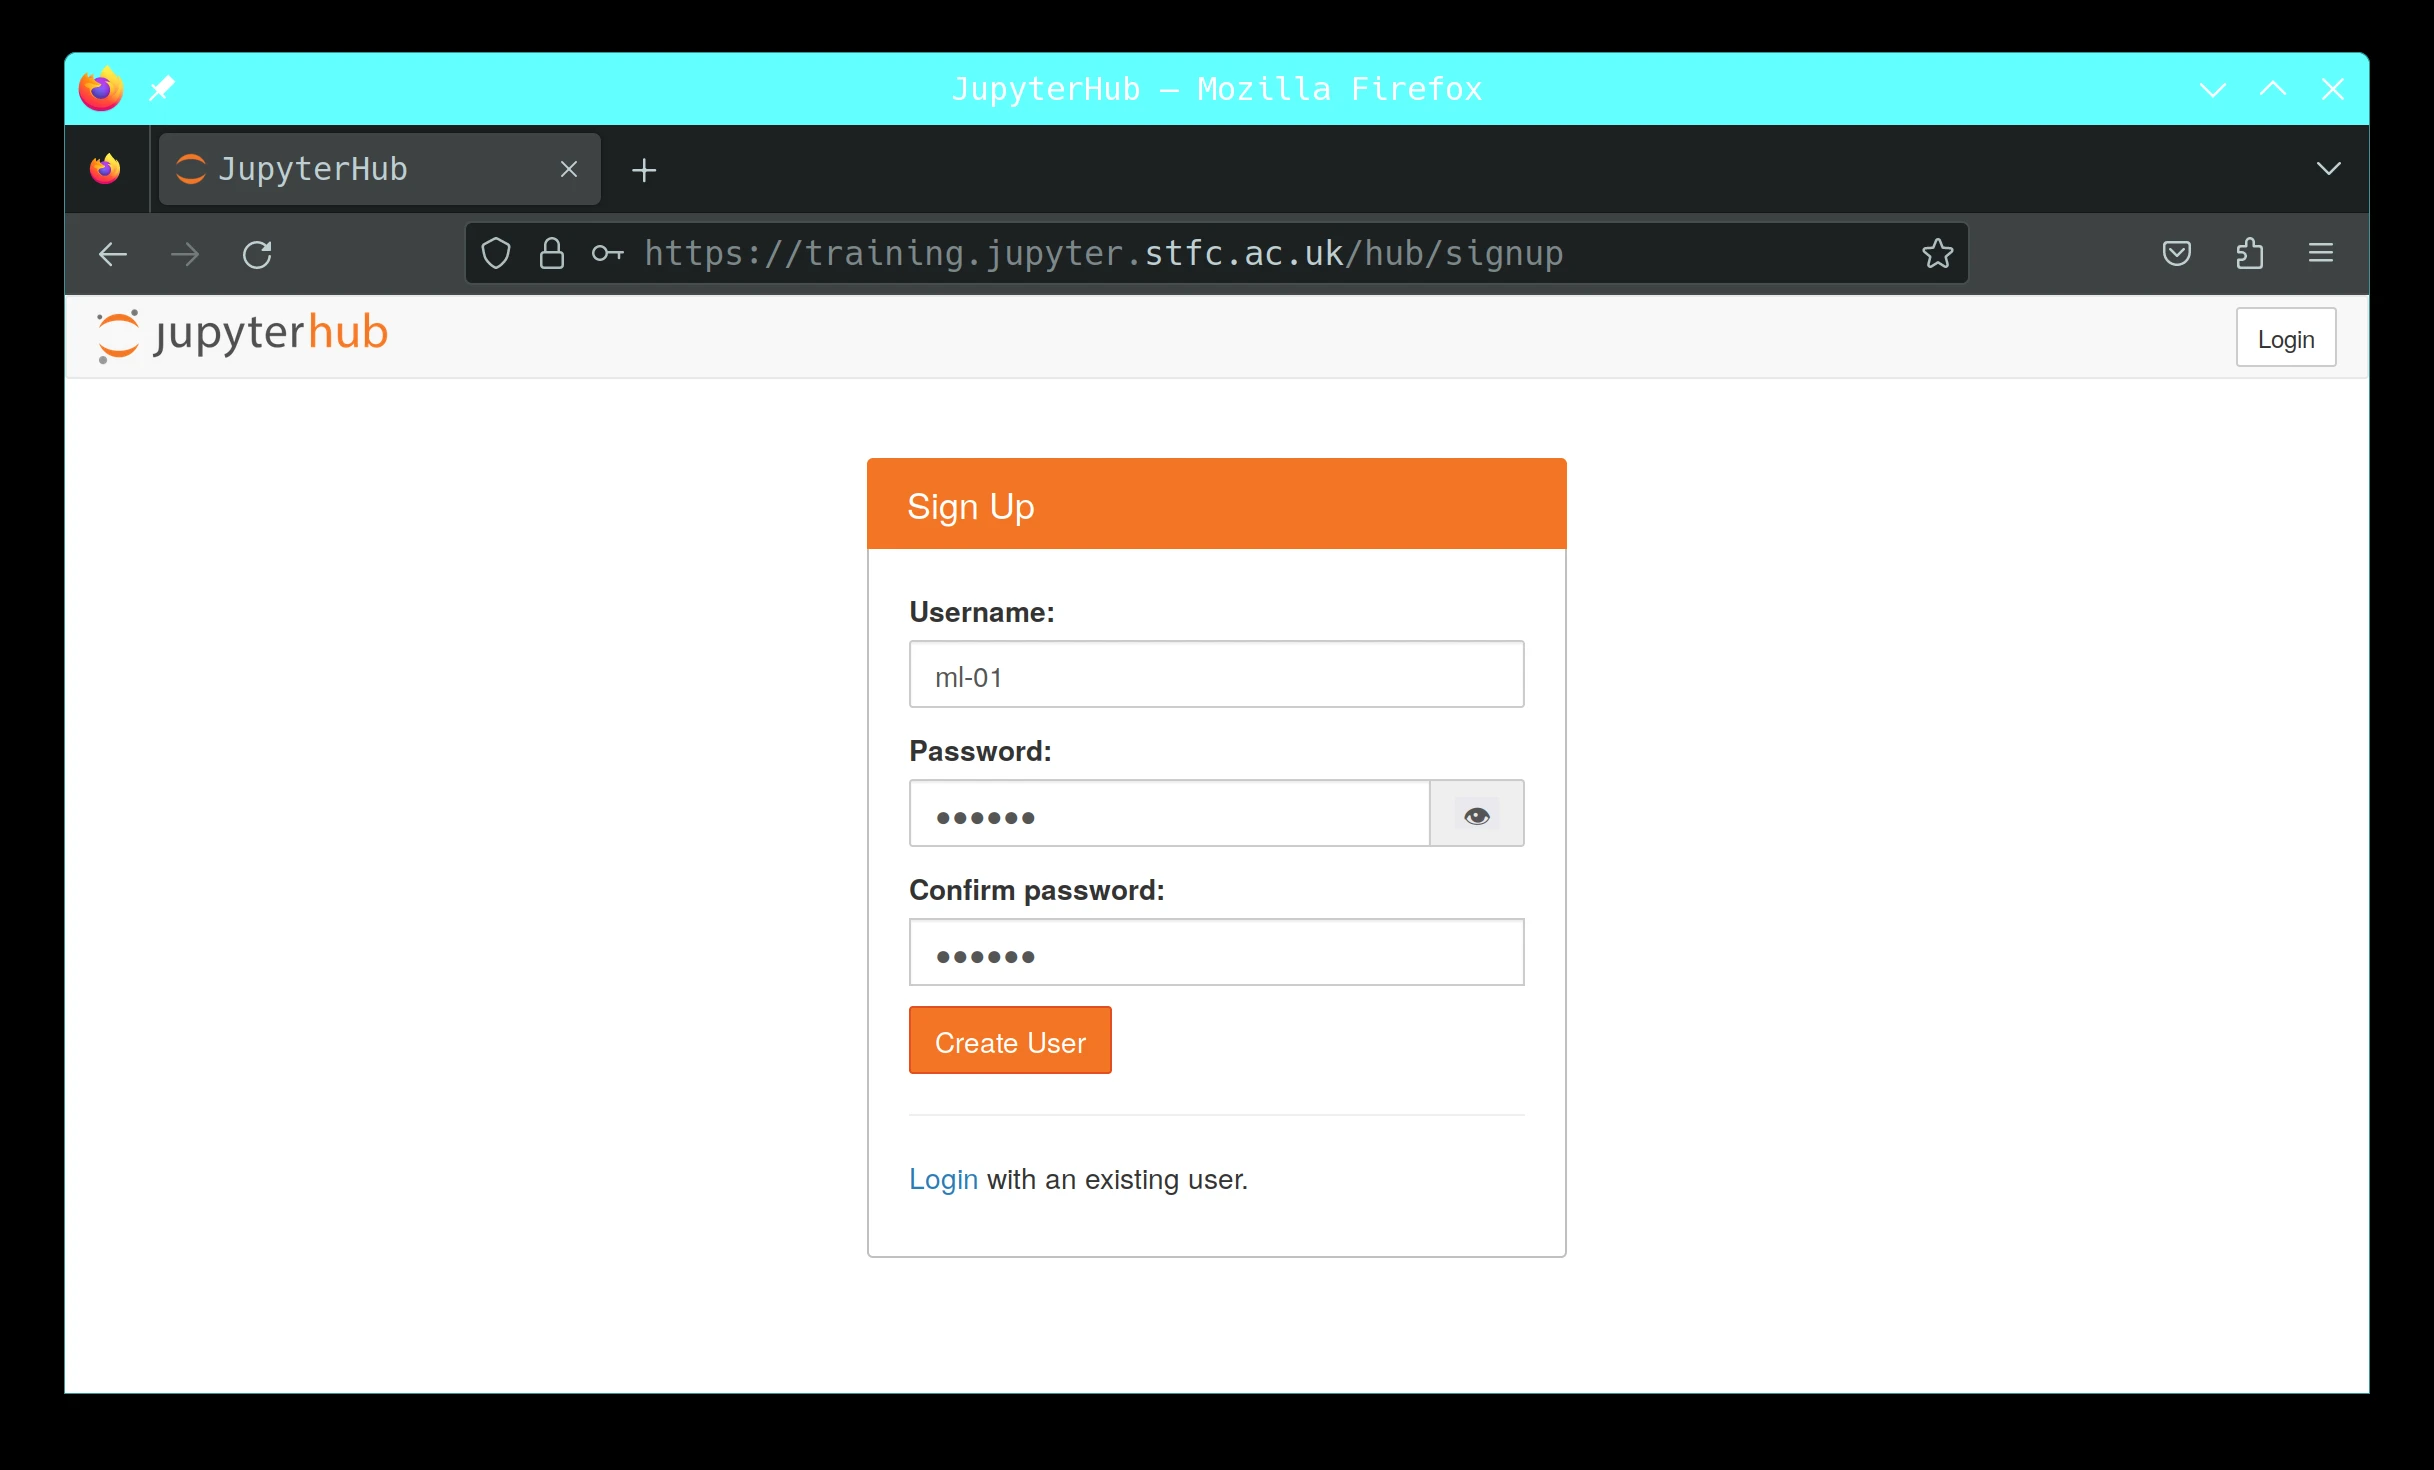 JupyterHub — Mozilla Firefox
JupyterHub
https://training.jupyter.stfc.ac.uk/hub/signup
jupyterhub
Login
Sign Up
Username:
ml-01
Password:
●●●●●●
Confirm password:
●●●●●●
Create User
Login with an existing user.